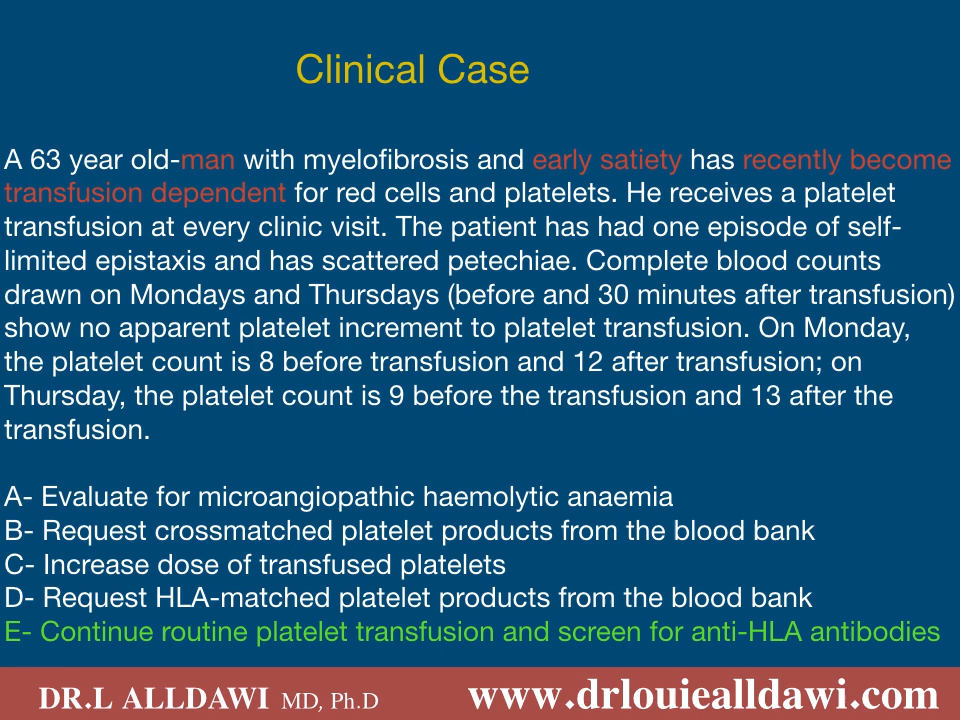 Clinical Case
A 63 year old-man with myelofibrosis and early satiety has recently become
transfusion dependent for red cells and platelets. He receives a platelet
transfusion at every clinic visit. The patient has had one episode of self-
limited epistaxis and has scattered petechiae. Complete blood counts
drawn on Mondays and Thursdays (before and 30 minutes after transfusion)
show no apparent platelet increment to platelet transfusion. On Monday,
the platelet count is 8 before transfusion and 12 after transfusion; on
Thursday, the platelet count is 9 before the transfusion and 13 after the
transfusion.
A- Evaluate for microangiopathic haemolytic anaemia
B- Request crossmatched platelet products from the blood bank
C- Increase dose of transfused platelets
D- Request HLA-matched platelet products from the blood bank
E- Continue routine platelet transfusion and screen for anti-HLA antibodies
DR.L ALLDAWI MD, Ph.D www.drlouiealldawi.com